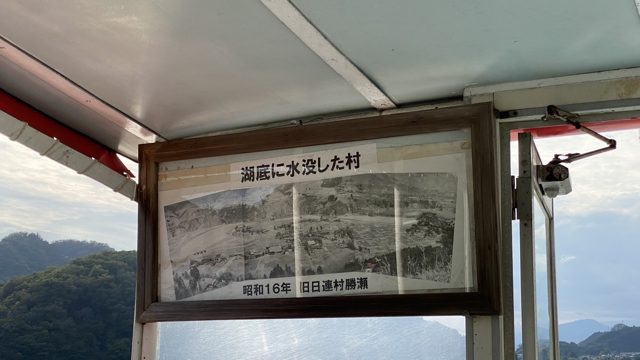 湖底に水没した村
昭和16年 旧日連村勝瀬